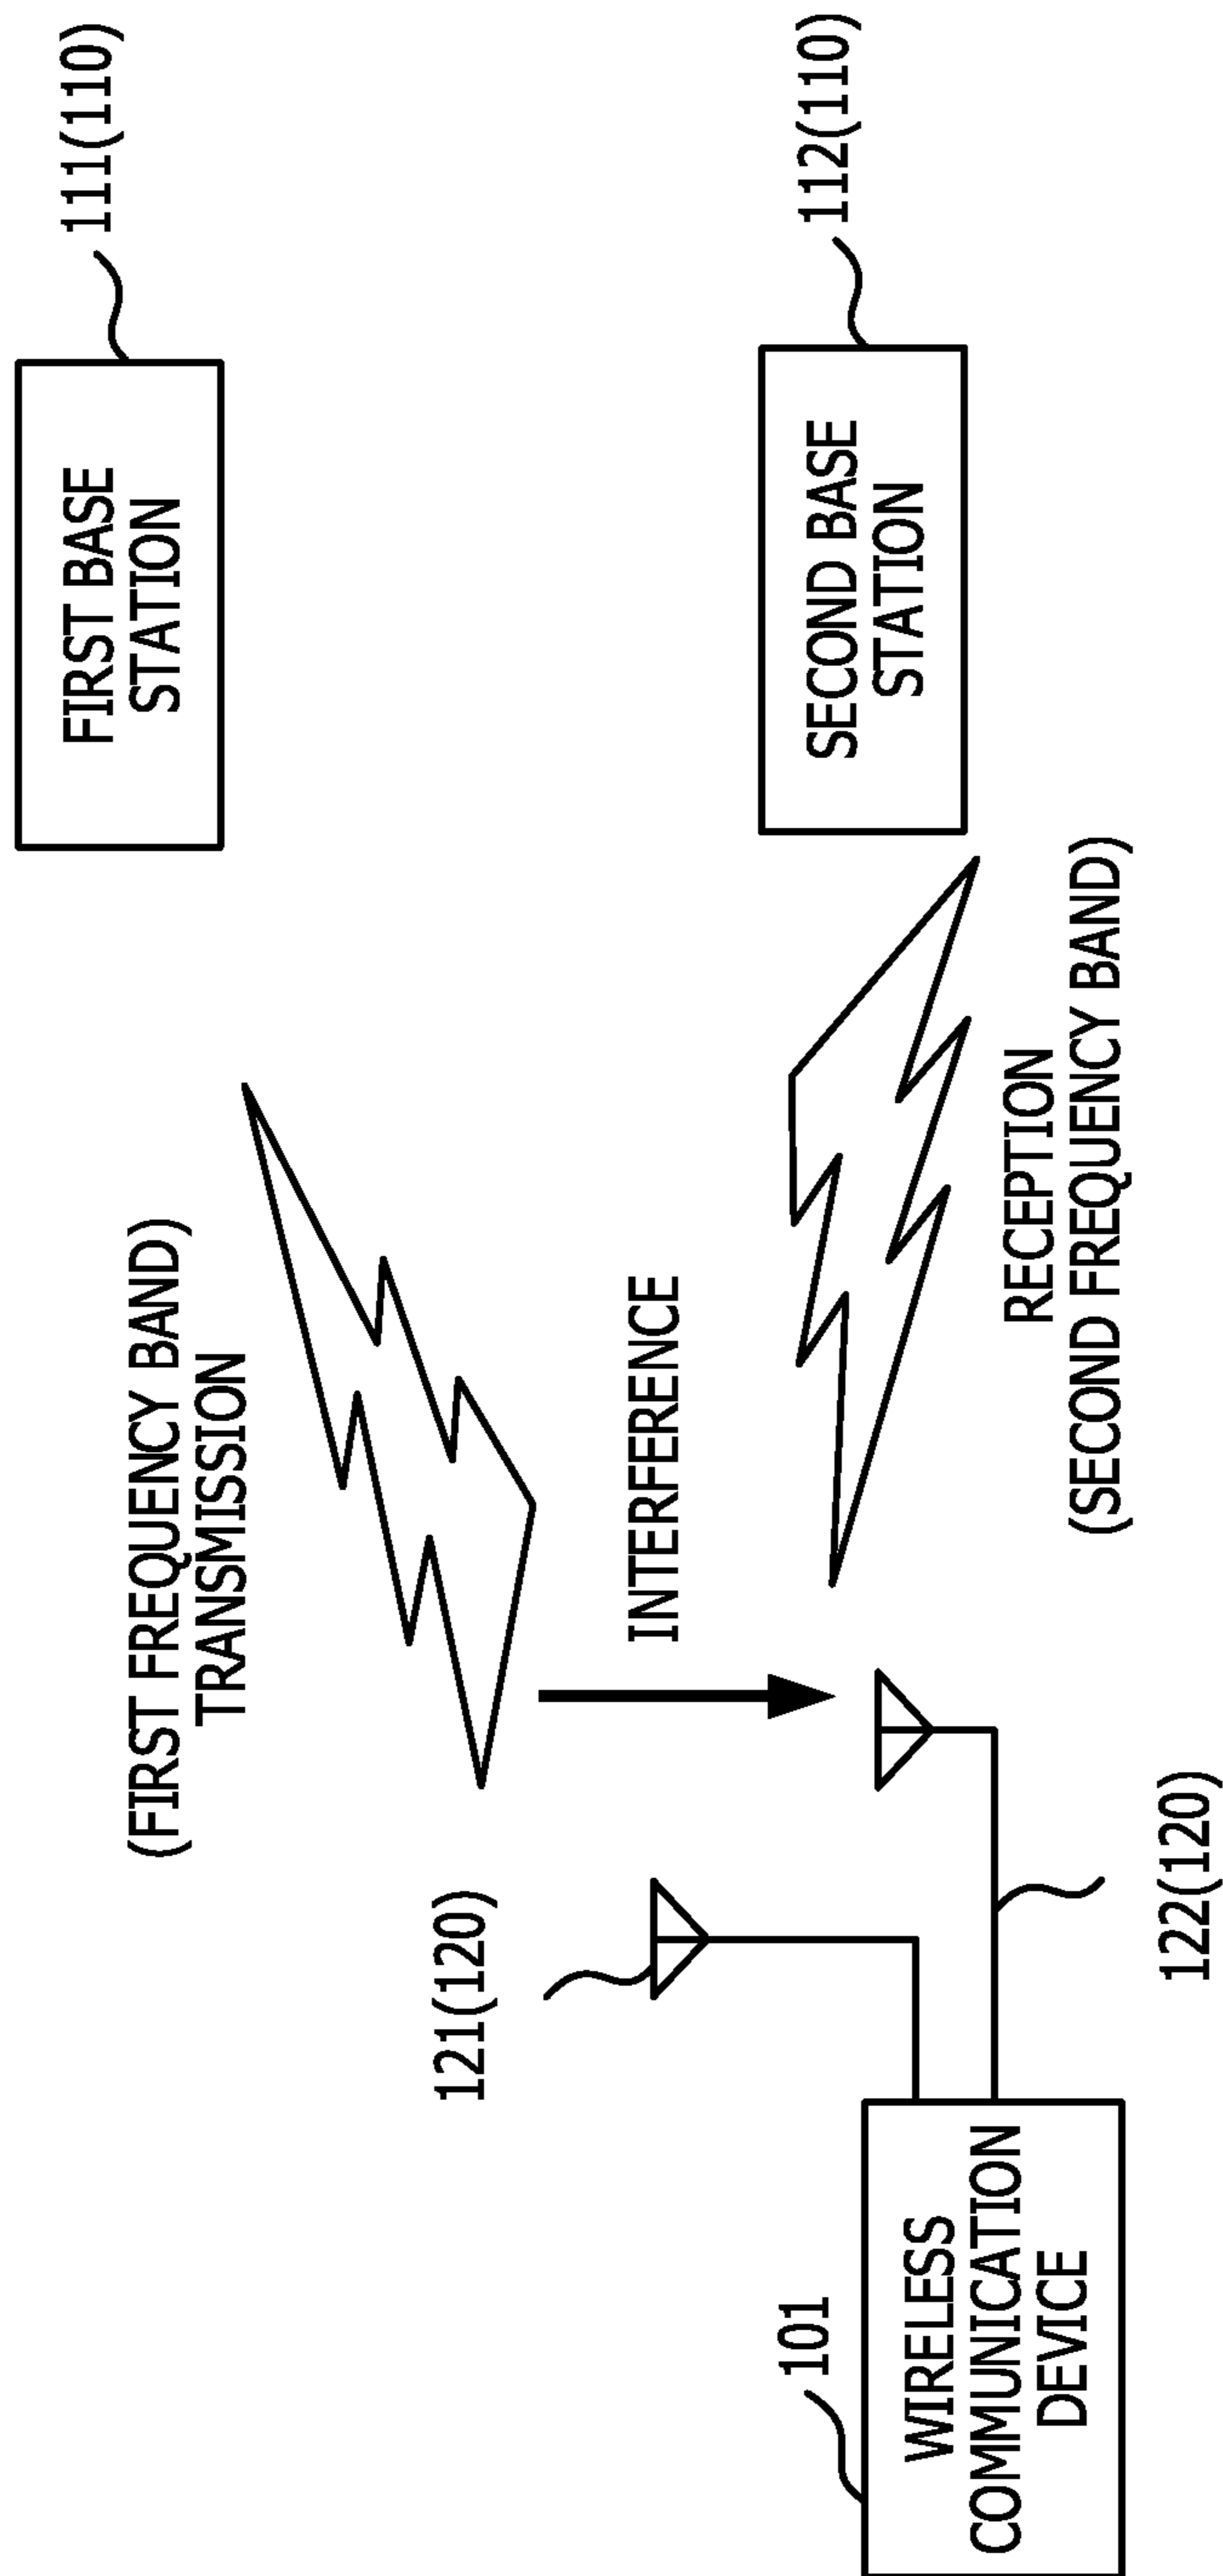 111(110)
FIRST BASE
STATION
112(110)
SECOND BASE
STATION
(FIRST FREQUENCY BAND)
TRANSMISSION
INTERFERENCE
RECEPTION
(SECOND FREQUENCY BAND)
121(120)
122(120)
101
WIRELESS
COMMUNICATION
DEVICE